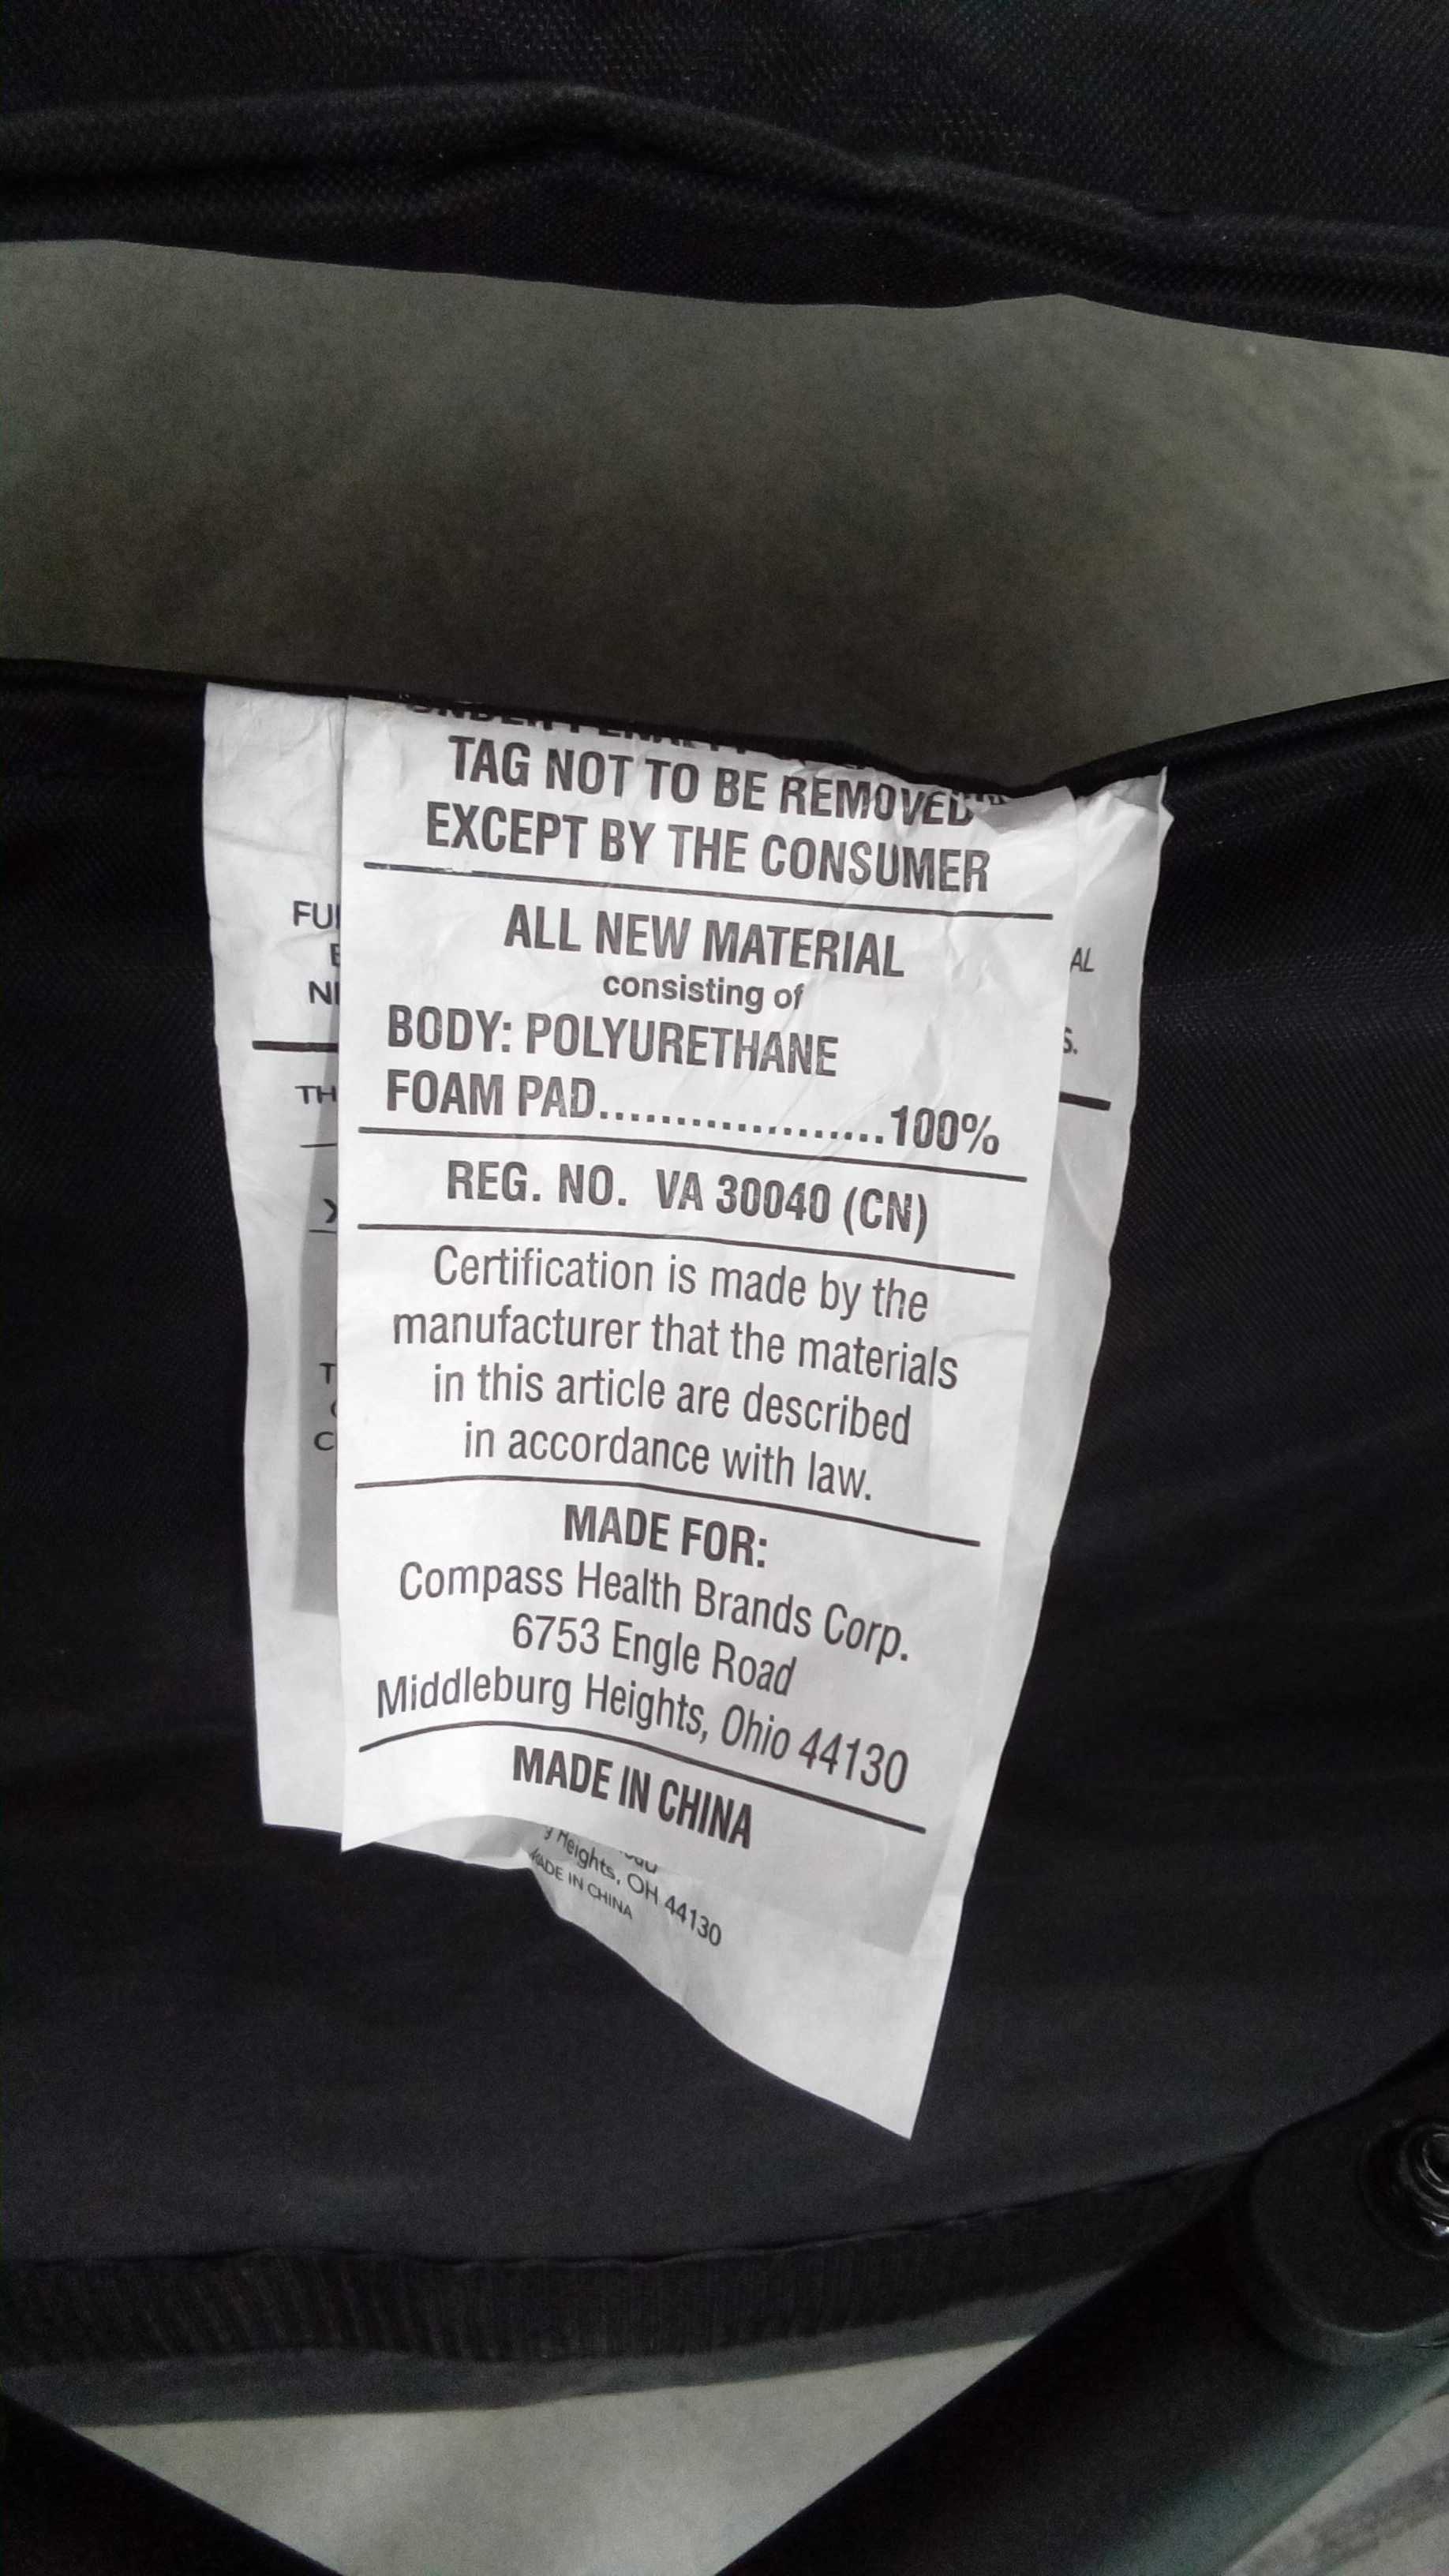 UNDER PENALTY
TAG NOT TO BE REMOVED
EXCEPT BY THE CONSUMER
ALL NEW MATERIAL
consisting of
BODY: POLYURETHANE
FOAM PAD....................100%
REG. NO. VA 30040 (CN)
Certification is made by the
manufacturer that the materials
in this article are described
in accordance with law.
MADE FOR:
Compass Health Brands Corp.
6753 Engle Road
Middleburg Heights, Ohio 44130
MADE IN CHINA
Heights, OH 44130
MADE IN CHINA